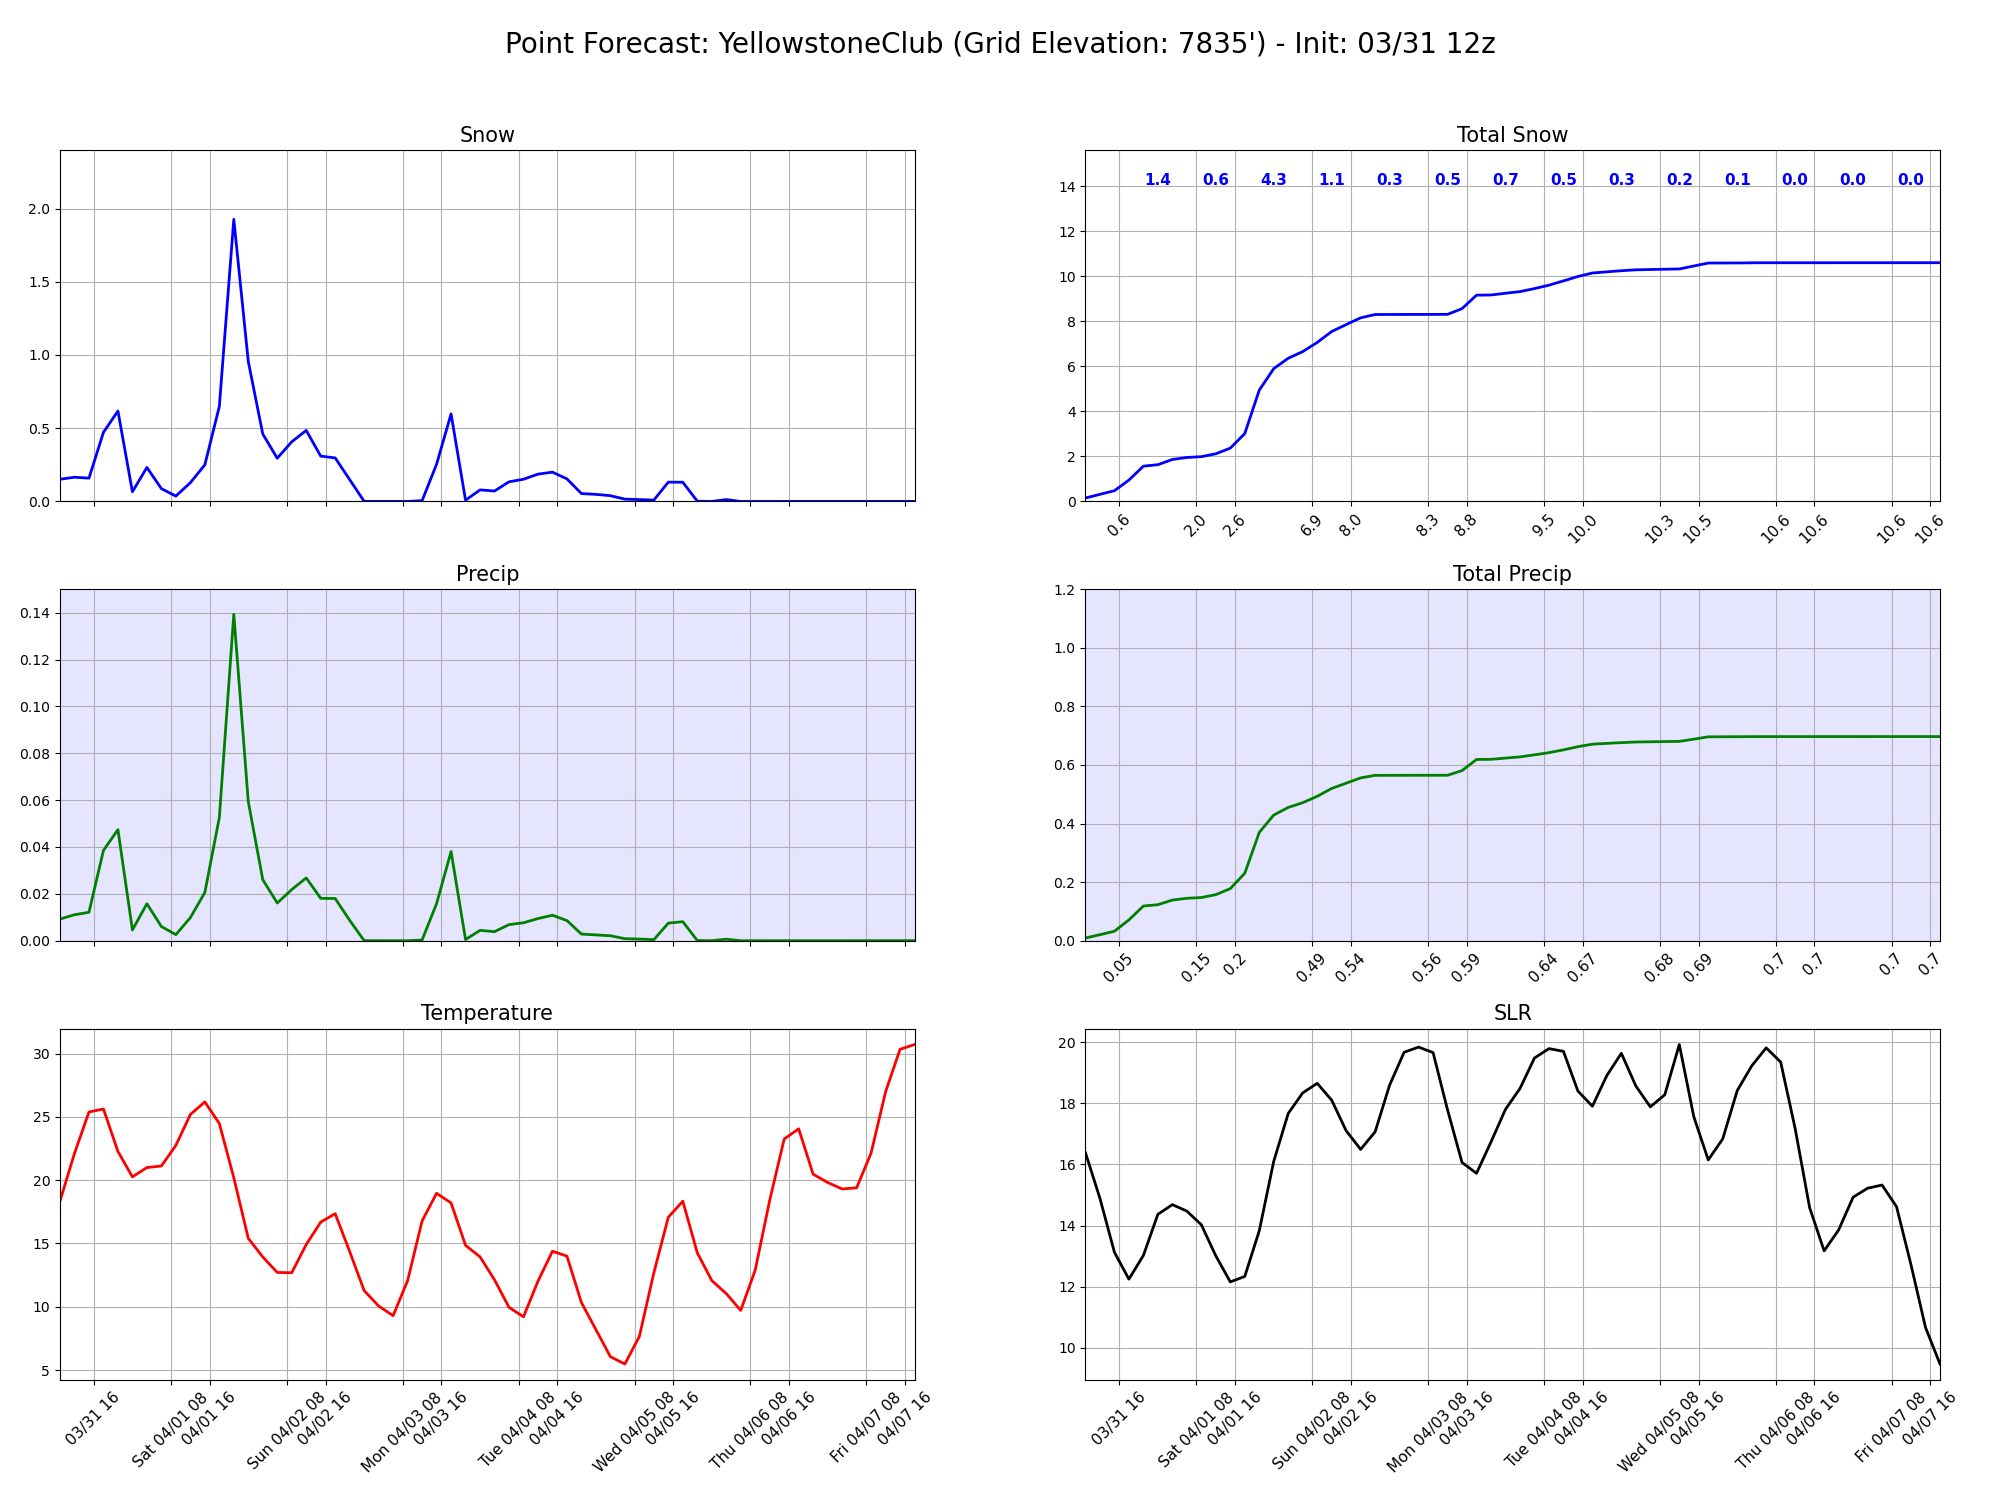 Point Forecast: YellowstoneClub (Grid Elevation: 7835') - Init: 03/31 12z
Snow
2.0
1.5
1.0
0.5
0.0
Total Snow
1.4 0.6 4.3 1.1 0.3 0.5 0.7 0.5 0.3 0.2 0.1 0.0 0.0 0.0
14
12
10
8
6
4
2
0
0.6 2.0 2.6 6.9 8.0 8.3 8.8 9.5 10.0 10.3 10.5 10.6 10.6 10.6 10.6
Precip
0.14
0.12
0.10
0.08
0.06
0.04
0.02
0.00
Total Precip
1.2
1.0
0.8
0.6
0.4
0.2
0.0
0.05 0.15 0.2 0.49 0.54 0.56 0.59 0.64 0.67 0.68 0.69 0.7 0.7 0.7 0.7
Temperature
30
25
20
15
10
5
03/31 16
Sat 04/01 08
04/01 16
Sun 04/02 08
04/02 16
Mon 04/03 08
04/03 16
Tue 04/04 08
04/04 16
Wed 04/05 08
04/05 16
Thu 04/06 08
04/06 16
Fri 04/07 08
04/07 16
SLR
20
18
16
14
12
10
03/31 16
Sat 04/01 08
04/01 16
Sun 04/02 08
04/02 16
Mon 04/03 08
04/03 16
Tue 04/04 08
04/04 16
Wed 04/05 08
04/05 16
Thu 04/06 08
04/06 16
Fri 04/07 08
04/07 16